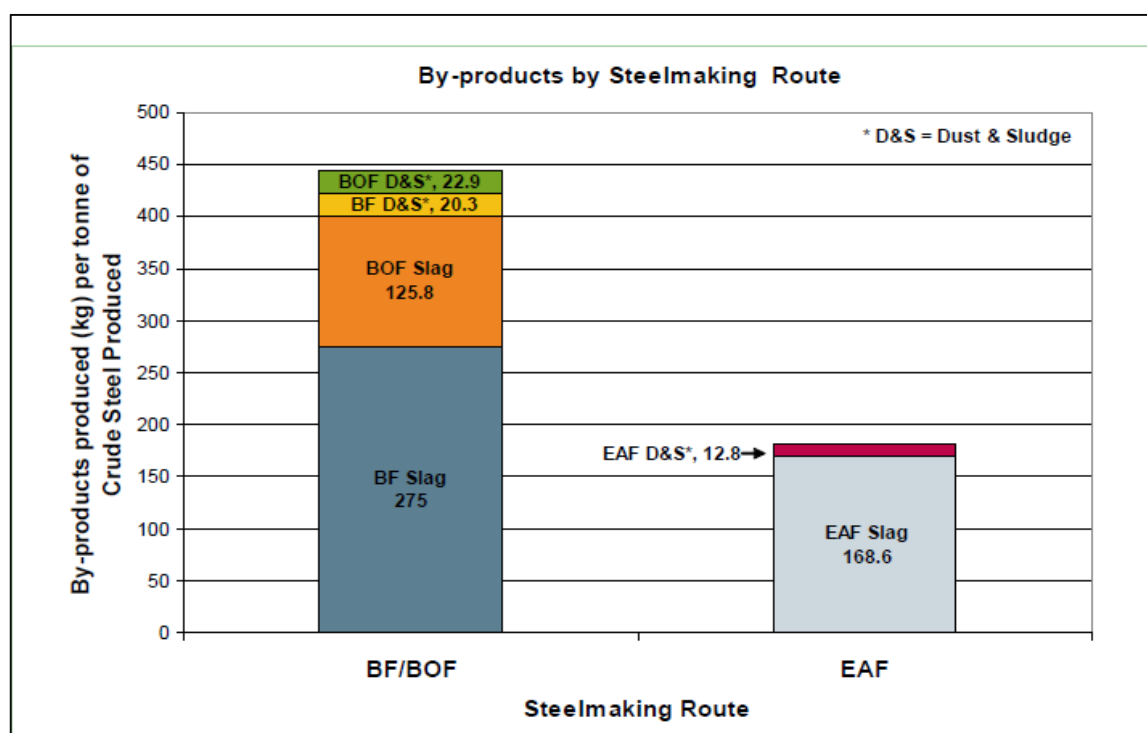 By-products by Steelmaking Route
* D&S = Dust & Sludge
By-products produced (kg) per tonne of
Crude Steel Produced
500
450
400
350
300
250
200
150
100
50
0
BOF D&S*, 22.9
BF D&S*, 20.3
BOF Slag
125.8
BF Slag
275
EAF D&S*, 12.8
EAF Slag
168.6
BF/BOF
EAF
Steelmaking Route